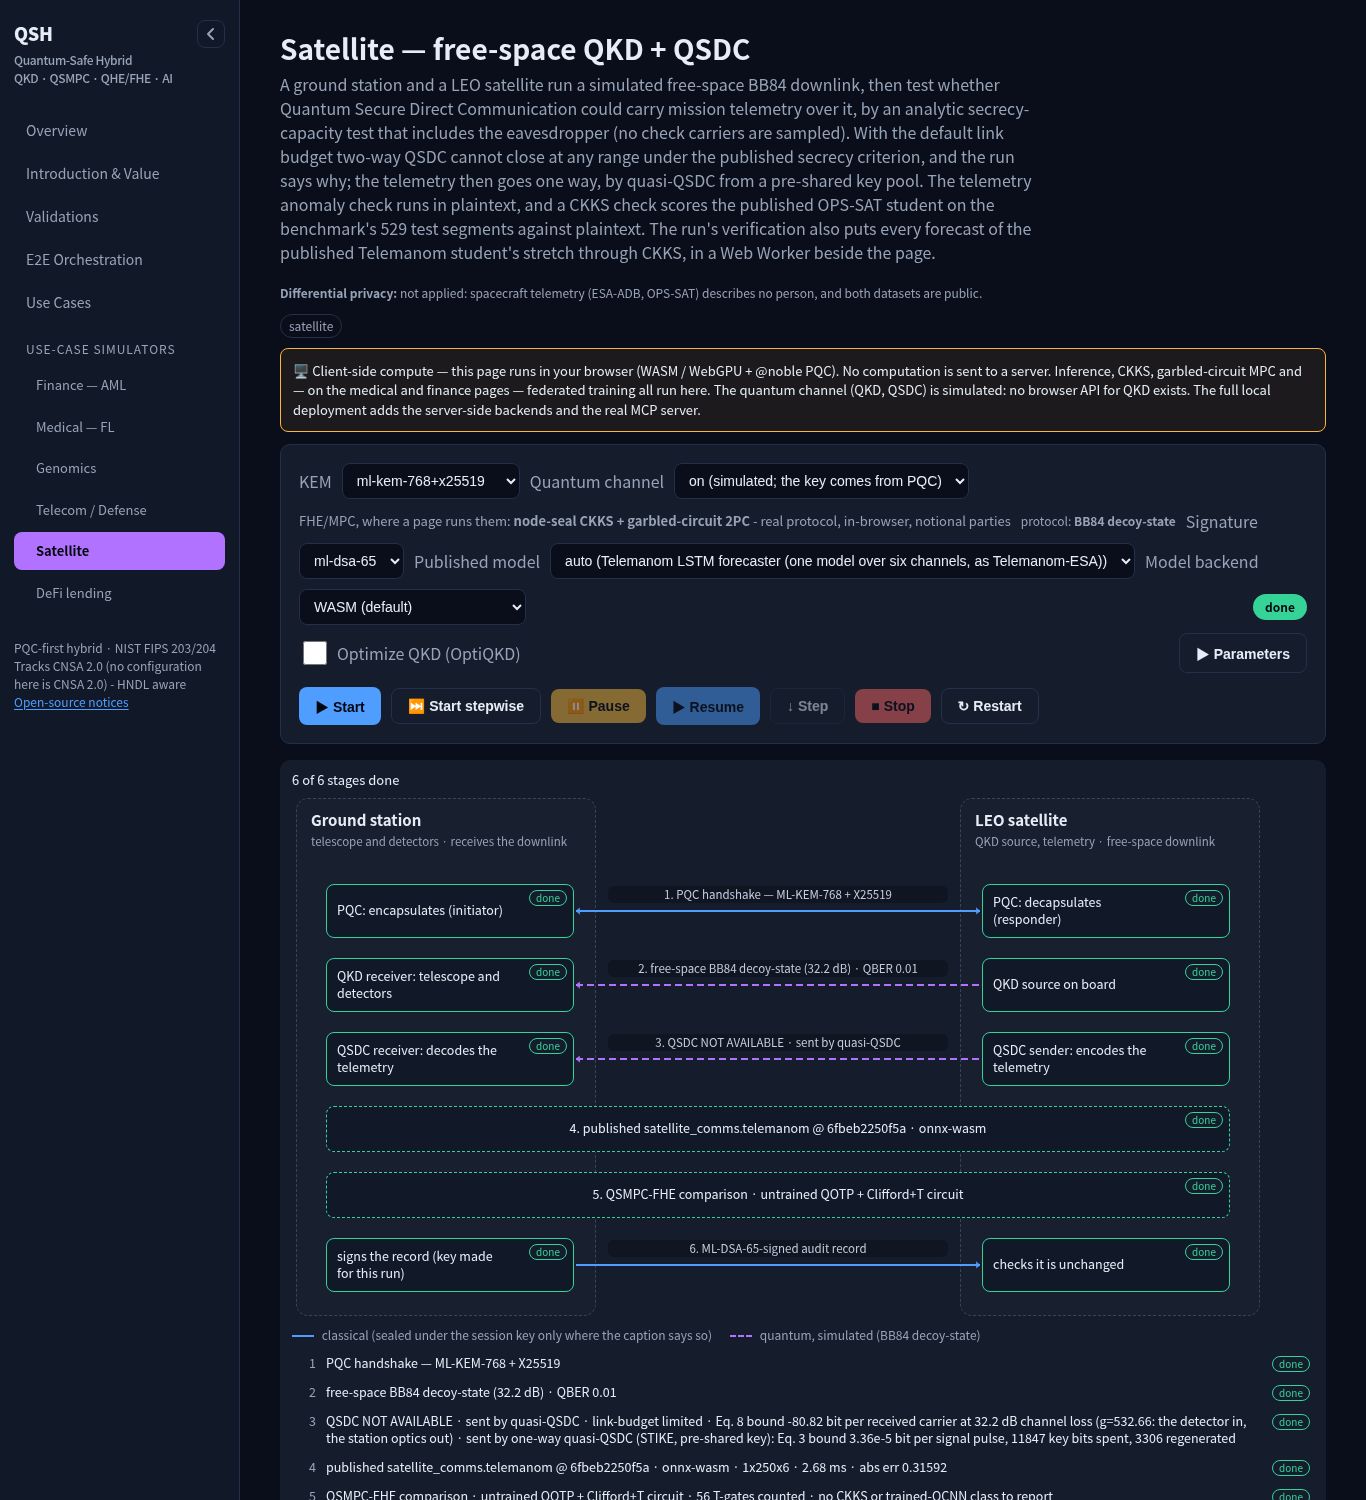 QSH
Quantum-Safe Hybrid
QKD · QSMPC · QHE/FHE · AI
Overview
Introduction & Value
Validations
E2E Orchestration
Use Cases
USE-CASE SIMULATORS
Finance — AML
Medical — FL
Genomics
Telecom / Defense
Satellite
DeFi lending
PQC-first hybrid · NIST FIPS 203/204
Tracks CNSA 2.0 (no configuration
here is CNSA 2.0) - HNDL aware
Open-source notices
Satellite — free-space QKD + QSDC
A ground station and a LEO satellite run a simulated free-space BB84 downlink, then test whether
Quantum Secure Direct Communication could carry mission telemetry over it, by an analytic secrecy-
capacity test that includes the eavesdropper (no check carriers are sampled). With the default link
budget two-way QSDC cannot close at any range under the published secrecy criterion, and the run
says why; the telemetry then goes one way, by quasi-QSDC from a pre-shared key pool. The telemetry
anomaly check runs in plaintext, and a CKKS check scores the published OPS-SAT student on the
benchmark's 529 test segments against plaintext. The run's verification also puts every forecast of the
published Telemanom student's stretch through CKKS, in a Web Worker beside the page.
Differential privacy: not applied: spacecraft telemetry (ESA-ADB, OPS-SAT) describes no person, and both datasets are public.
satellite
🖥️ Client-side compute — this page runs in your browser (WASM / WebGPU + @noble PQC). No computation is sent to a server. Inference, CKKS, garbled-circuit MPC and
— on the medical and finance pages — federated training all run here. The quantum channel (QKD, QSDC) is simulated: no browser API for QKD exists. The full local
deployment adds the server-side backends and the real MCP server.
KEM ml-kem-768+x25519 Quantum channel on (simulated; the key comes from PQC)
FHE/MPC, where a page runs them: node-seal CKKS + garbled-circuit 2PC - real protocol, in-browser, notional parties protocol: BB84 decoy-state Signature
ml-dsa-65 Published model auto (Telemanom LSTM forecaster (one model over six channels, as Telemanom-ESA)) Model backend
WASM (default) done
Optimize QKD (OptiQKD) ▶ Parameters
▶ Start ⏩ Start stepwise ⏸ Pause ▶ Resume ↓ Step ■ Stop ↻ Restart
6 of 6 stages done
Ground station LEO satellite
telescope and detectors · receives the downlink QKD source, telemetry · free-space downlink
PQC: encapsulates (initiator) done
1. PQC handshake — ML-KEM-768 + X25519
PQC: decapsulates done
(responder)
QKD receiver: telescope and done
detectors
2. free-space BB84 decoy-state (32.2 dB) · QBER 0.01
QKD source on board done
QSDC receiver: decodes the done
telemetry
3. QSDC NOT AVAILABLE · sent by quasi-QSDC
QSDC sender: encodes the done
telemetry
4. published satellite_comms.telemanom @ 6fbeb2250f5a · onnx-wasm done
5. QSMPC-FHE comparison · untrained QOTP + Clifford+T circuit done
signs the record (key made done
for this run)
6. ML-DSA-65-signed audit record
checks it is unchanged done
classical (sealed under the session key only where the caption says so) quantum, simulated (BB84 decoy-state)
1 PQC handshake — ML-KEM-768 + X25519 done
2 free-space BB84 decoy-state (32.2 dB) · QBER 0.01 done
3 QSDC NOT AVAILABLE · sent by quasi-QSDC · link-budget limited · Eq. 8 bound -80.82 bit per received carrier at 32.2 dB channel loss (g=532.66: the detector in, done
the station optics out) · sent by one-way quasi-QSDC (STIKE, pre-shared key): Eq. 3 bound 3.36e-5 bit per signal pulse, 11847 key bits spent, 3306 regenerated
4 published satellite_comms.telemanom @ 6fbeb2250f5a · onnx-wasm · 1x250x6 · 2.68 ms · abs err 0.31592 done
5 QSMPC-FHE comparison · untrained QOTP + Clifford+T circuit · 56 T-gates counted · no CKKS or trained-QCNN class to report done